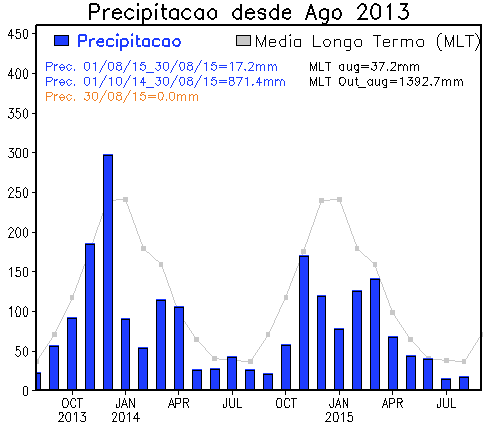 Precipitacao desde Ago 2013
Precipitacao Media Longo Termo (MLT)
Prec. 01/08/15_30/08/15=17.2mm MLT aug=37.2mm
Prec. 01/10/14_30/08/15=871.4mm MLT Out_aug=1392.7mm
Prec. 30/08/15=0.0mm
450
400
350
300
250
200
150
100
50
0
OCT JAN APR JUL OCT JAN APR JUL
2013 2014 2015